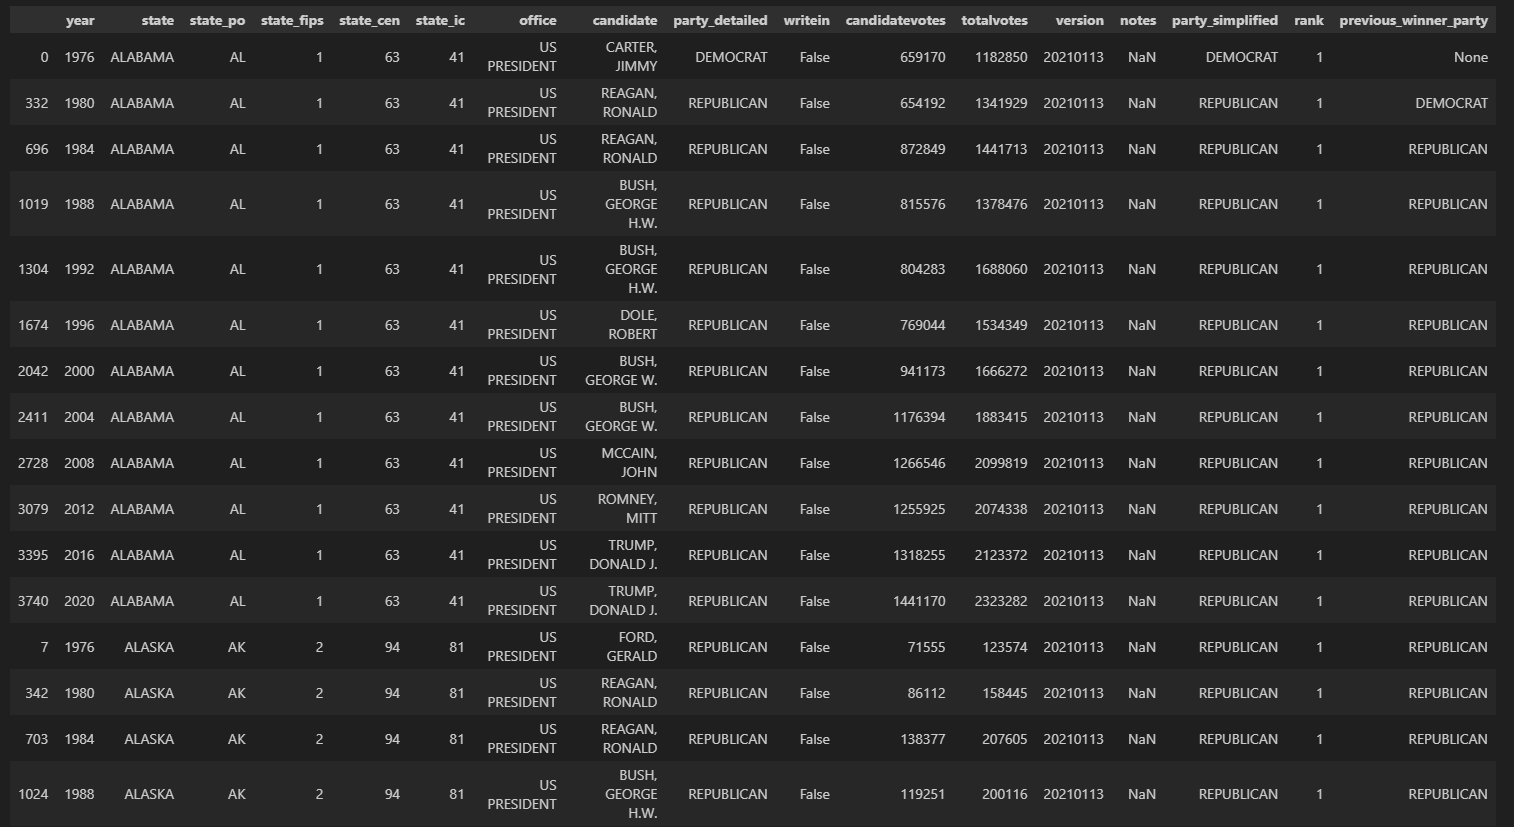 year state state_po state_fips state_cen state_ic office candidate party_detailed writein candidatevotes totalvotes version notes party_simplified rank previous_winner_party
0 1976 ALABAMA AL 1 63 41 US PRESIDENT CARTER, JIMMY DEMOCRAT False 659170 1182850 20210113 NaN DEMOCRAT 1 None
332 1980 ALABAMA AL 1 63 41 US PRESIDENT REAGAN, RONALD REPUBLICAN False 654192 1341929 20210113 NaN REPUBLICAN 1 DEMOCRAT
696 1984 ALABAMA AL 1 63 41 US PRESIDENT REAGAN, RONALD REPUBLICAN False 872849 1441713 20210113 NaN REPUBLICAN 1 REPUBLICAN
1019 1988 ALABAMA AL 1 63 41 US PRESIDENT BUSH, GEORGE H.W. REPUBLICAN False 815576 1378476 20210113 NaN REPUBLICAN 1 REPUBLICAN
1304 1992 ALABAMA AL 1 63 41 US PRESIDENT BUSH, GEORGE H.W. REPUBLICAN False 804283 1688060 20210113 NaN REPUBLICAN 1 REPUBLICAN
1674 1996 ALABAMA AL 1 63 41 US PRESIDENT DOLE, ROBERT REPUBLICAN False 769044 1534349 20210113 NaN REPUBLICAN 1 REPUBLICAN
2042 2000 ALABAMA AL 1 63 41 US PRESIDENT BUSH, GEORGE W. REPUBLICAN False 941173 1666272 20210113 NaN REPUBLICAN 1 REPUBLICAN
2411 2004 ALABAMA AL 1 63 41 US PRESIDENT BUSH, GEORGE W. REPUBLICAN False 1176394 1883415 20210113 NaN REPUBLICAN 1 REPUBLICAN
2728 2008 ALABAMA AL 1 63 41 US PRESIDENT MCCAIN, JOHN REPUBLICAN False 1266546 2099819 20210113 NaN REPUBLICAN 1 REPUBLICAN
3079 2012 ALABAMA AL 1 63 41 US PRESIDENT ROMNEY, MITT REPUBLICAN False 1255925 2074338 20210113 NaN REPUBLICAN 1 REPUBLICAN
3395 2016 ALABAMA AL 1 63 41 US PRESIDENT TRUMP, DONALD J. REPUBLICAN False 1318255 2123372 20210113 NaN REPUBLICAN 1 REPUBLICAN
3740 2020 ALABAMA AL 1 63 41 US PRESIDENT TRUMP, DONALD J. REPUBLICAN False 1441170 2323282 20210113 NaN REPUBLICAN 1 REPUBLICAN
7 1976 ALASKA AK 2 94 81 US PRESIDENT FORD, GERALD REPUBLICAN False 71555 123574 20210113 NaN REPUBLICAN 1 REPUBLICAN
342 1980 ALASKA AK 2 94 81 US PRESIDENT REAGAN, RONALD REPUBLICAN False 86112 158445 20210113 NaN REPUBLICAN 1 REPUBLICAN
703 1984 ALASKA AK 2 94 81 US PRESIDENT REAGAN, RONALD REPUBLICAN False 138377 207605 20210113 NaN REPUBLICAN 1 REPUBLICAN
1024 1988 ALASKA AK 2 94 81 US PRESIDENT BUSH, GEORGE H.W. REPUBLICAN False 119251 200116 20210113 NaN REPUBLICAN 1 REPUBLICAN